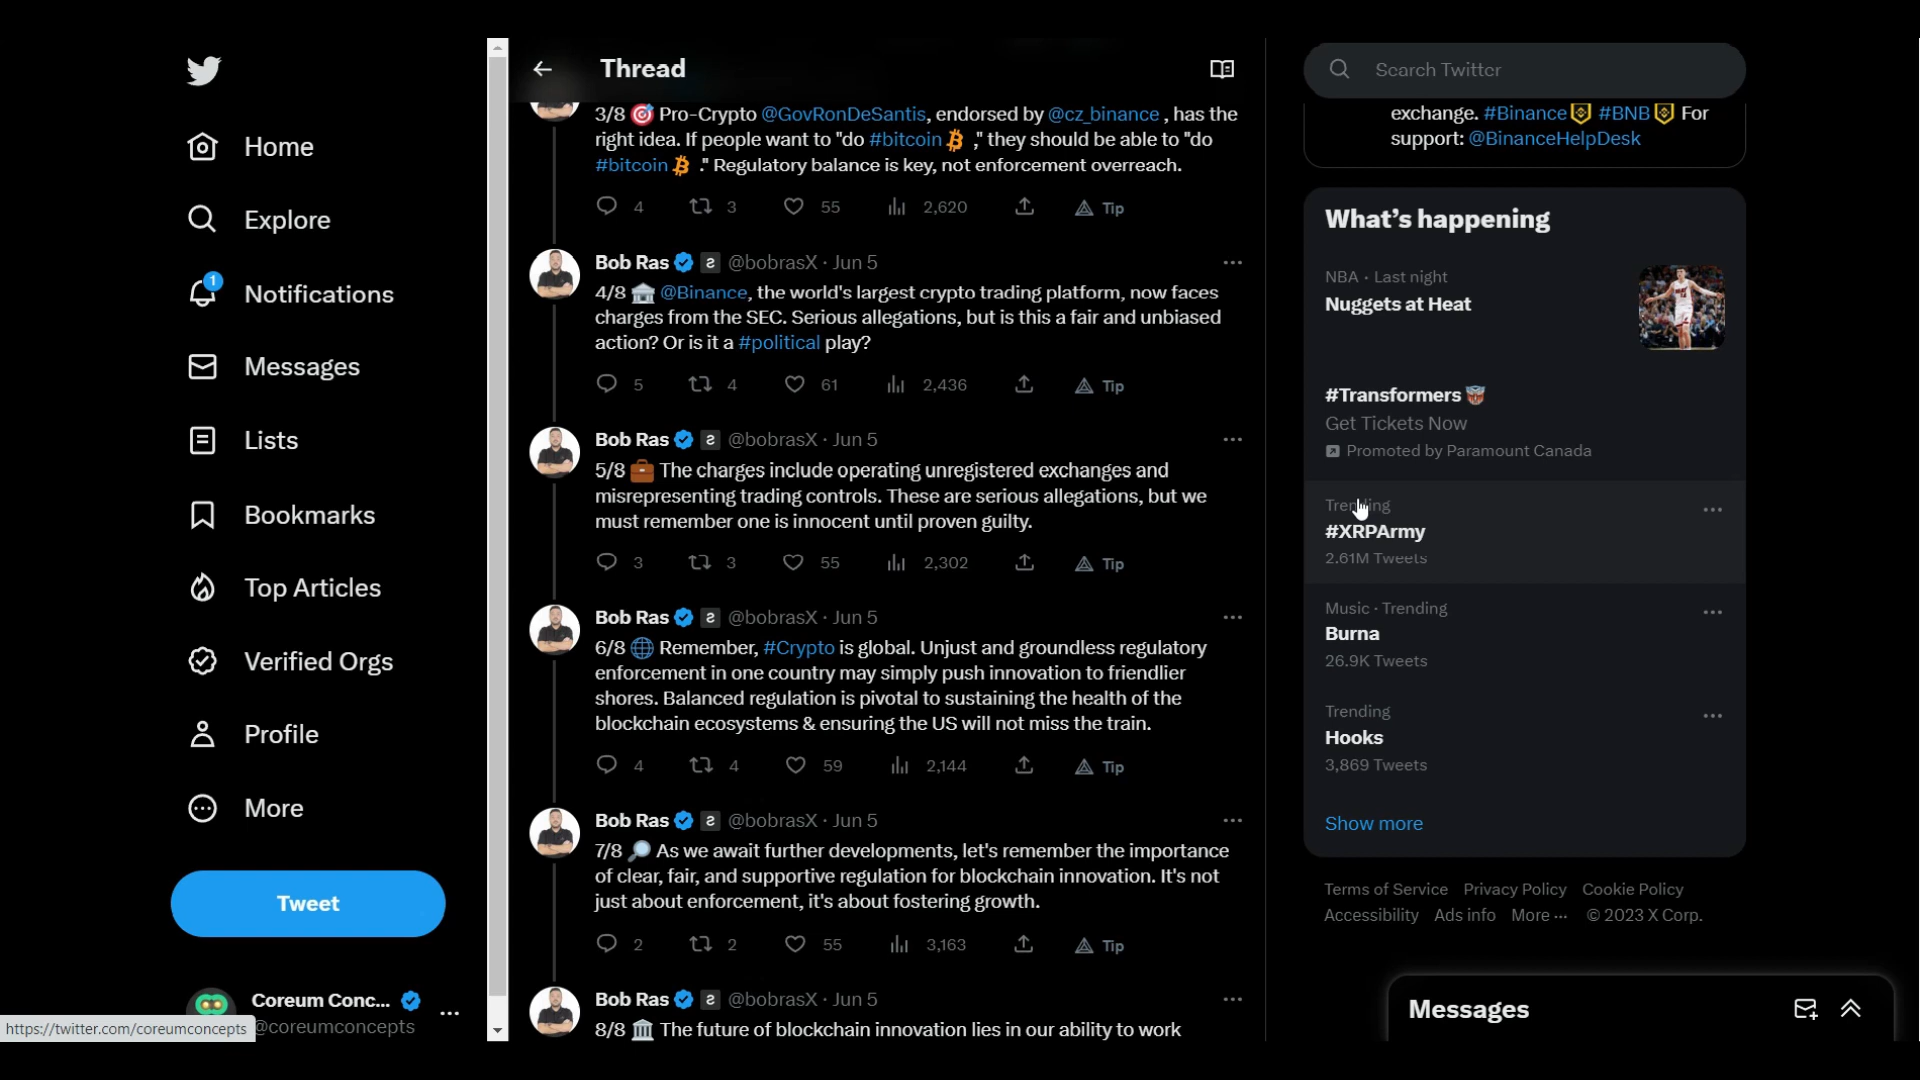 Home
Explore
1
Notifications
Messages
Lists
Bookmarks
Top Articles
Verified Orgs
Profile
More
Tweet
Coreum Conc...
@coreumconcepts
https://twitter.com/coreumconcepts
Thread
3/8 🎯 Pro-Crypto @GovRonDeSantis, endorsed by @cz_binance , has the
right idea. If people want to "do #bitcoin ," they should be able to "do
#bitcoin ." Regulatory balance is key, not enforcement overreach.
4 3 55 2,620 Tip
Bob Ras @bobrasX · Jun 5
4/8 🏛️ @Binance, the world's largest crypto trading platform, now faces
charges from the SEC. Serious allegations, but is this a fair and unbiased
action? Or is it a #political play?
5 4 61 2,436 Tip
Bob Ras @bobrasX · Jun 5
5/8 💼 The charges include operating unregistered exchanges and
misrepresenting trading controls. These are serious allegations, but we
must remember one is innocent until proven guilty.
3 3 55 2,302 Tip
Bob Ras @bobrasX · Jun 5
6/8 🌐 Remember, #Crypto is global. Unjust and groundless regulatory
enforcement in one country may simply push innovation to friendlier
shores. Balanced regulation is pivotal to sustaining the health of the
blockchain ecosystems & ensuring the US will not miss the train.
4 4 59 2,144 Tip
Bob Ras @bobrasX · Jun 5
7/8 🔎 As we await further developments, let's remember the importance
of clear, fair, and supportive regulation for blockchain innovation. It's not
just about enforcement, it's about fostering growth.
2 2 55 3,163 Tip
Bob Ras @bobrasX · Jun 5
8/8 🏛️ The future of blockchain innovation lies in our ability to work
Search Twitter
exchange. #Binance #BNB For
support: @BinanceHelpDesk
What's happening
NBA · Last night
Nuggets at Heat
#Transformers
Get Tickets Now
Promoted by Paramount Canada
Trending
#XRPArmy
2.61M Tweets
Music · Trending
Burna
26.9K Tweets
Trending
Hooks
3,869 Tweets
Show more
Terms of Service Privacy Policy Cookie Policy
Accessibility Ads info More ··· © 2023 X Corp.
Messages